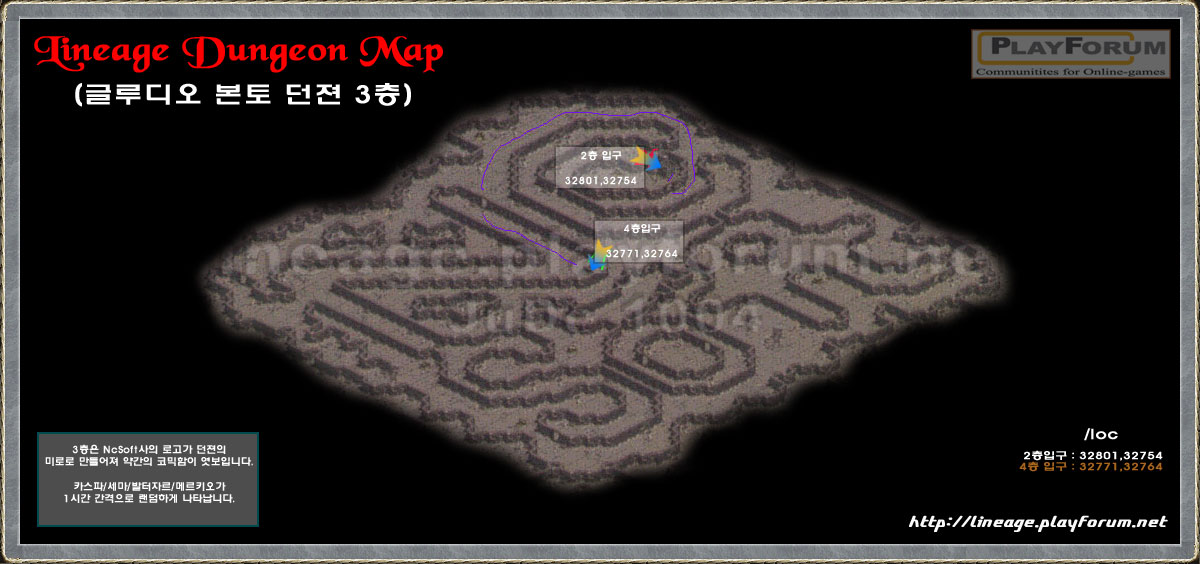 Lineage Dungeon Map
(글루디오 본토 던젼 3층)
PLAYFORUM
Communitites for Online-games
2층 입구
32801,32754
4층입구
32771,32764
3층은 NcSoft사의 로고가 던젼의
미로로 만들어져 약간의 코믹함이 엿보입니다.
카스파/세마/발터자르/메르키오가
1시간 간격으로 랜덤하게 나타납니다.
/loc
2층입구 : 32801,32754
4층 입구 : 32771,32764
http://lineage.playforum.net